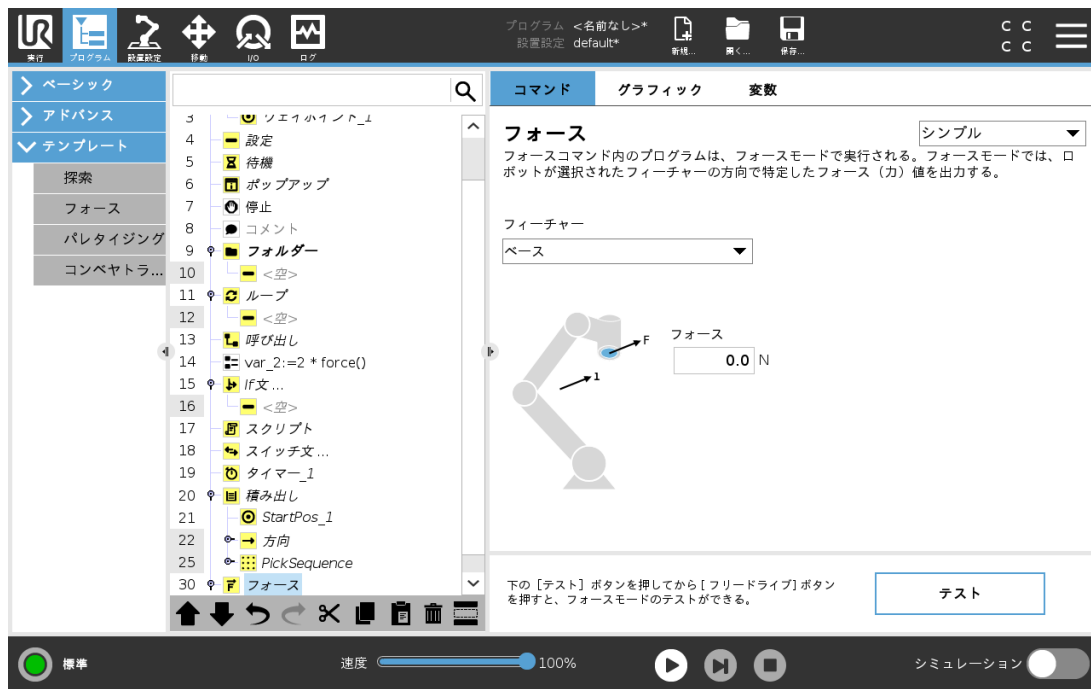 UR
実行
プログラム
設置設定
移動
I/O
ログ
プログラム <名前なし>*
設置設定 default*
新規...
開く...
保存...
C C
C C
ベーシック
アドバンス
テンプレート
探索
フォース
パレタイジング
コンベヤトラ...
3 ウェイポイント_1
4 設定
5 待機
6 ポップアップ
7 停止
8 コメント
9 フォルダー
10 <空>
11 ループ
12 <空>
13 呼び出し
14 var_2:=2 * force()
15 If文 ...
16 <空>
17 スクリプト
18 スイッチ文 ...
19 タイマー_1
20 積み出し
21 StartPos_1
22 方向
25 PickSequence
30 フォース
コマンド グラフィック 変数
フォース
シンプル
フォースコマンド内のプログラムは、フォースモードで実行される。フォースモードでは、ロ
ボットが選択されたフィーチャーの方向で特定したフォース（力）値を出力する。
フィーチャー
ベース
F
1
フォース
0.0 N
下の［テスト］ボタンを押してから[フリードライブ]ボタン
を押すと、フォースモードのテストができる。
テスト
標準
速度 100%
シミュレーション